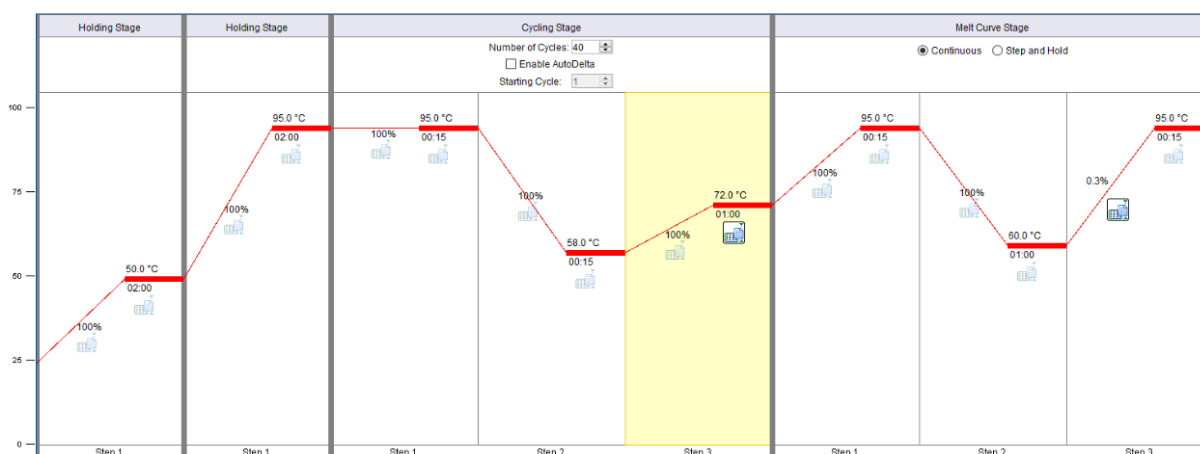 Holding Stage
Holding Stage
Cycling Stage
Melt Curve Stage
Number of Cycles: 40
Enable AutoDelta
Starting Cycle: 1
Continuous
Step and Hold
100
75
50
25
0
100%
50.0 °C
02:00
100%
95.0 °C
02:00
100%
95.0 °C
00:15
100%
58.0 °C
00:15
100%
72.0 °C
01:00
100%
95.0 °C
00:15
100%
60.0 °C
01:00
0.3%
95.0 °C
00:15
Step 1
Step 1
Step 1
Step 2
Step 3
Step 1
Step 2
Step 3